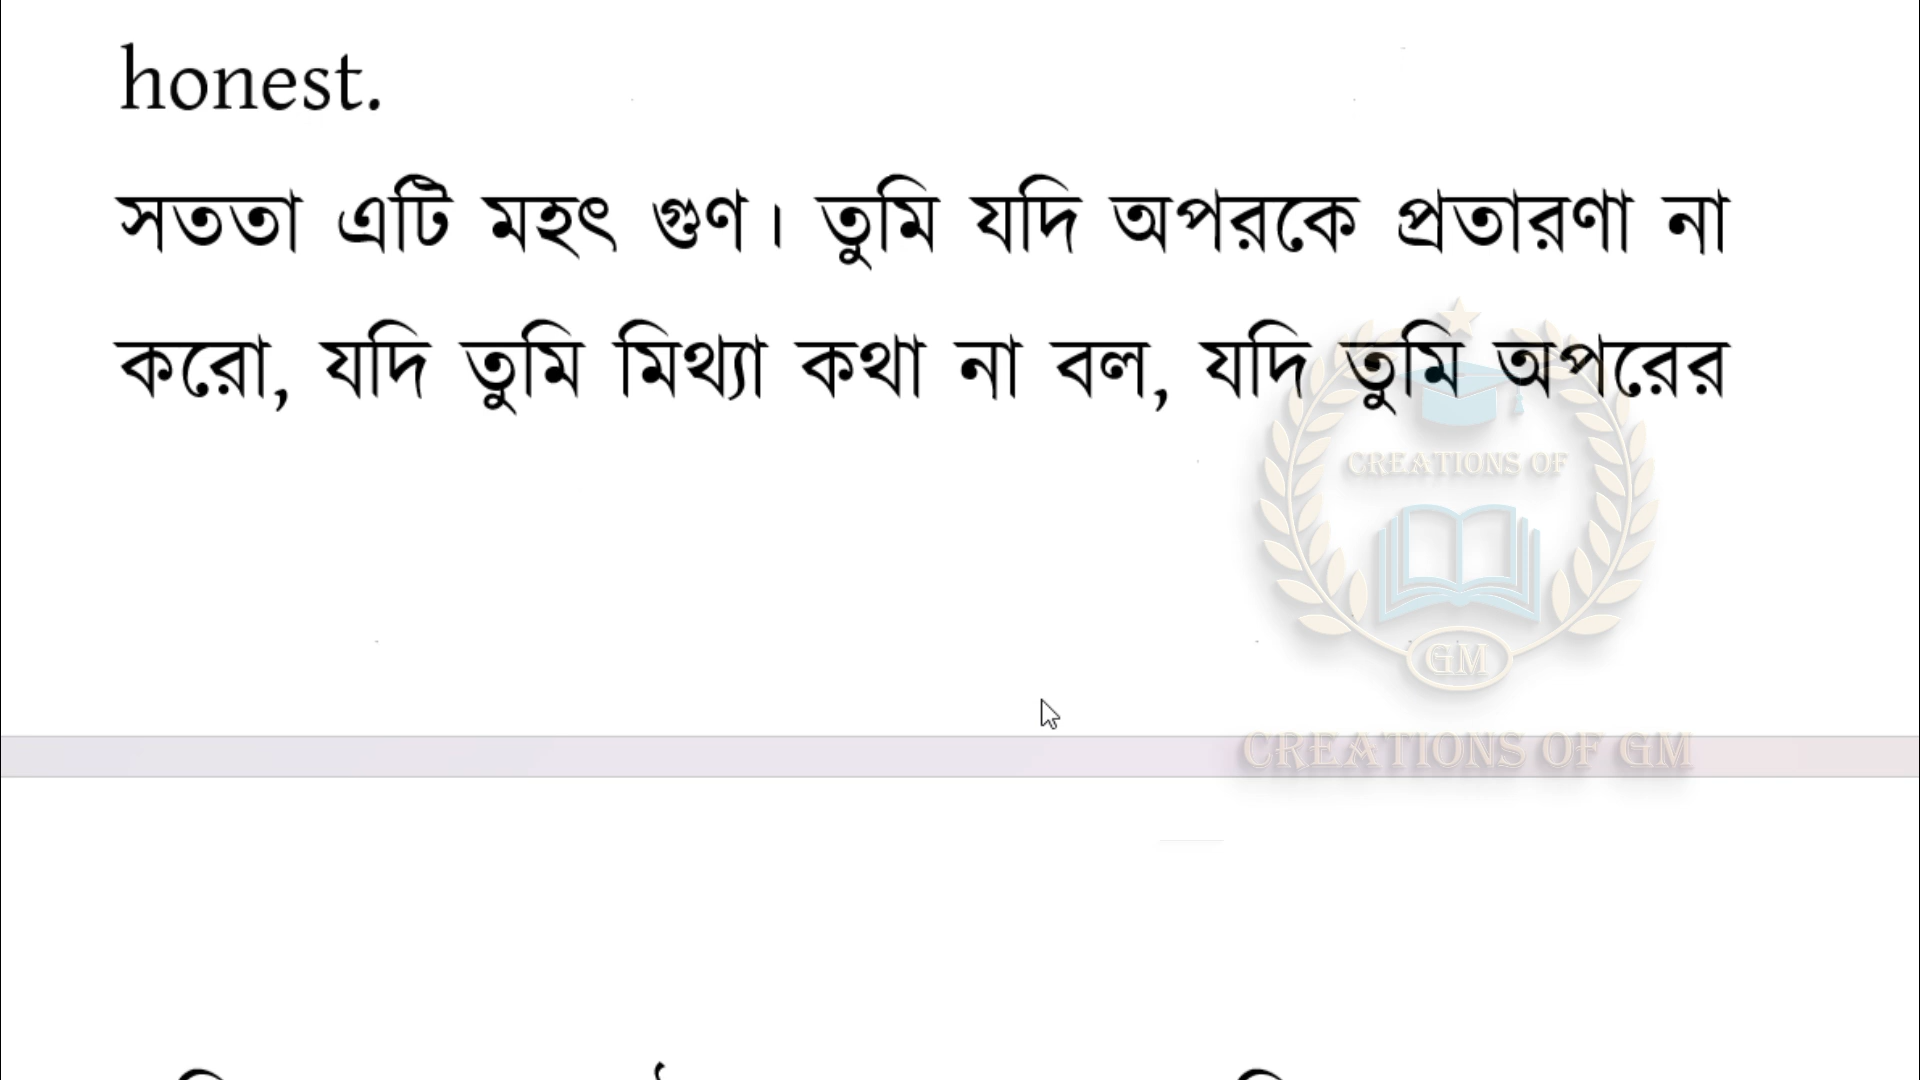 honest.
সততা এটি মহৎ গুণ। তুমি যদি অপরকে প্রতারণা না
করো, যদি তুমি মিথ্যা কথা না বল, যদি তুমি অপরের
CREATIONS OF
GM
CREATIONS OF GM